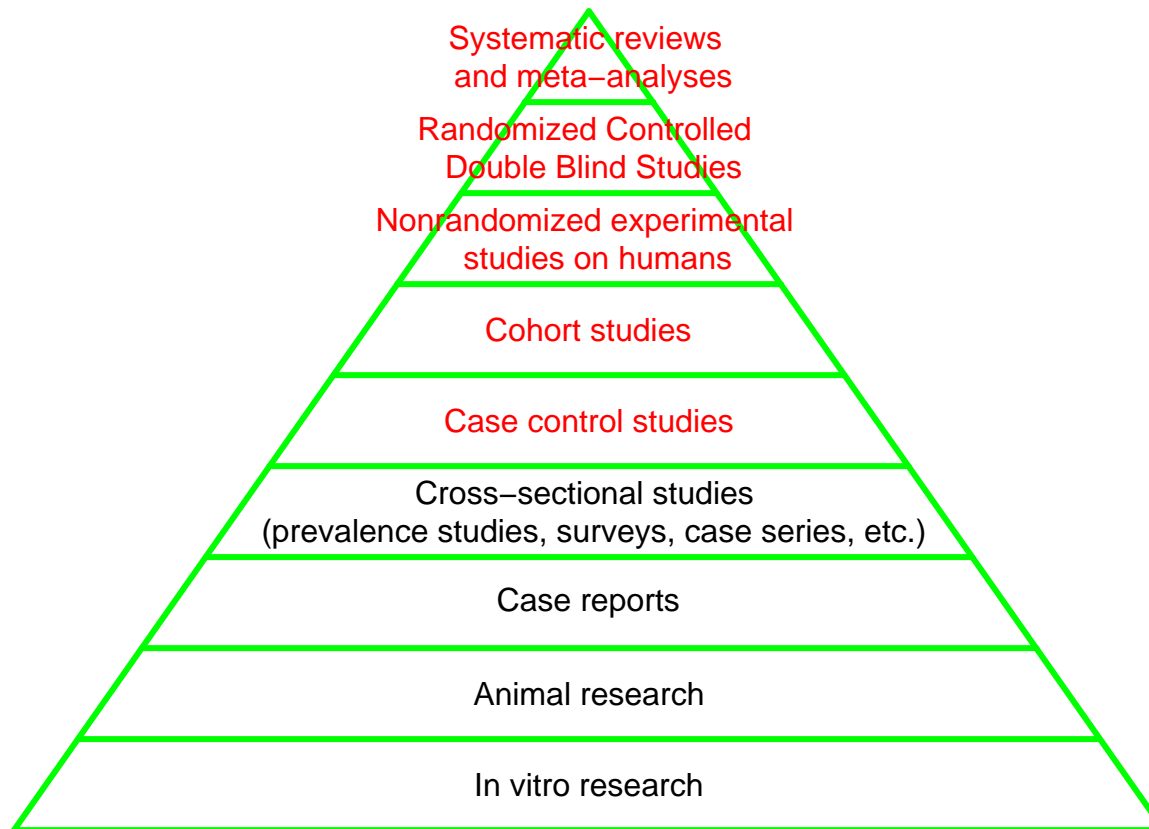 Systematic reviews
and meta−analyses
Randomized Controlled
Double Blind Studies
Nonrandomized experimental
studies on humans
Cohort studies
Case control studies
Cross−sectional studies
(prevalence studies, surveys, case series, etc.)
Case reports
Animal research
In vitro research